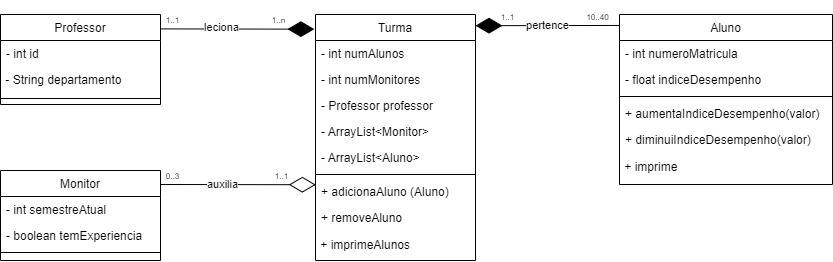 Professor
- int id
- String departamento
1..1
leciona
1..n
Turma
- int numAlunos
- int numMonitores
- Professor professor
- ArrayList<Monitor>
- ArrayList<Aluno>
+ adicionaAluno (Aluno)
+ removeAluno
+ imprimeAlunos
1..1
pertence
10..40
Aluno
- int numeroMatricula
- float indiceDesempenho
+ aumentaIndiceDesempenho(valor)
+ diminuiIndiceDesempenho(valor)
+ imprime
Monitor
- int semestreAtual
- boolean temExperiencia
0..3
auxilia
1..1